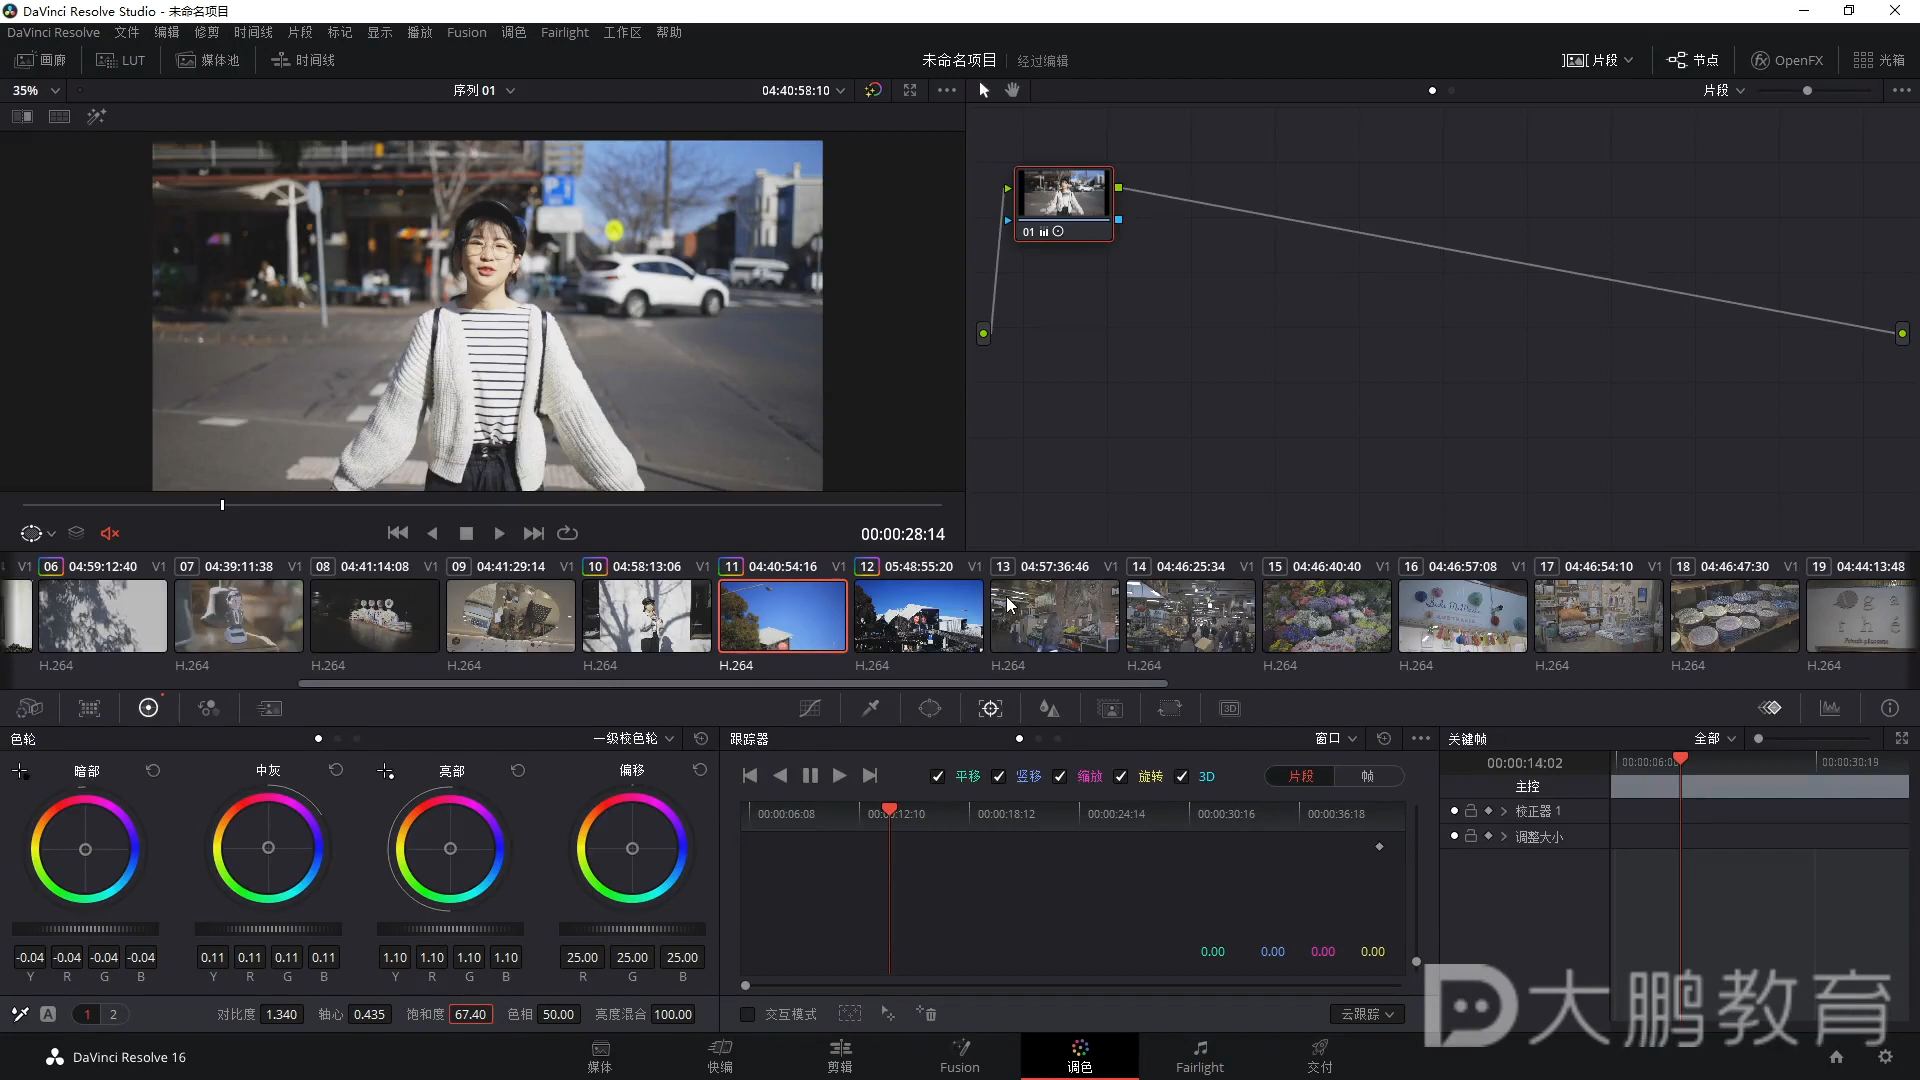 DaVinci Resolve Studio - 未命名项目
DaVinci Resolve 文件 编辑 修剪 时间线 片段 标记 显示 播放 Fusion 调色 Fairlight 工作区 帮助
画廊 LUT 媒体池 时间线 未命名项目 经过编辑 片段 节点 OpenFX 光箱
35% 序列 01 04:40:58:10 片段
01
00:00:28:14
V1 06 04:59:12:40 V1 07 04:39:11:38 V1 08 04:41:14:08 V1 09 04:41:29:14 V1 10 04:58:13:06 V1 11 04:40:54:16 V1 12 05:48:55:20 V1 13 04:57:36:46 V1 14 04:46:25:34 V1 15 04:46:40:40 V1 16 04:46:57:08 V1 17 04:46:54:10 V1 18 04:46:47:30 V1 19 04:44:13:48
H.264 H.264 H.264 H.264 H.264 H.264 H.264 H.264 H.264 H.264 H.264 H.264 H.264 H.264
3D
色轮 一级校色轮 跟踪器 窗口 关键帧 全部
暗部 中灰 亮部 偏移
平移 竖移 缩放 旋转 3D 片段 帧
00:00:06:08 00:00:12:10 00:00:18:12 00:00:24:14 00:00:30:16 00:00:36:18
00:00:14:02 00:00:30:19
主控
校正器 1
调整大小
-0.04 -0.04 -0.04 -0.04 0.11 0.11 0.11 0.11 1.10 1.10 1.10 1.10 25.00 25.00 25.00
Y R G B Y R G B Y R G B R G B
0.00 0.00 0.00 0.00
A 1 2 对比度 1.340 轴心 0.435 饱和度 67.40 色相 50.00 亮度混合 100.00
交互模式 云跟踪
大鹏教育
DaVinci Resolve 16 媒体 快编 剪辑 Fusion 调色 Fairlight 交付